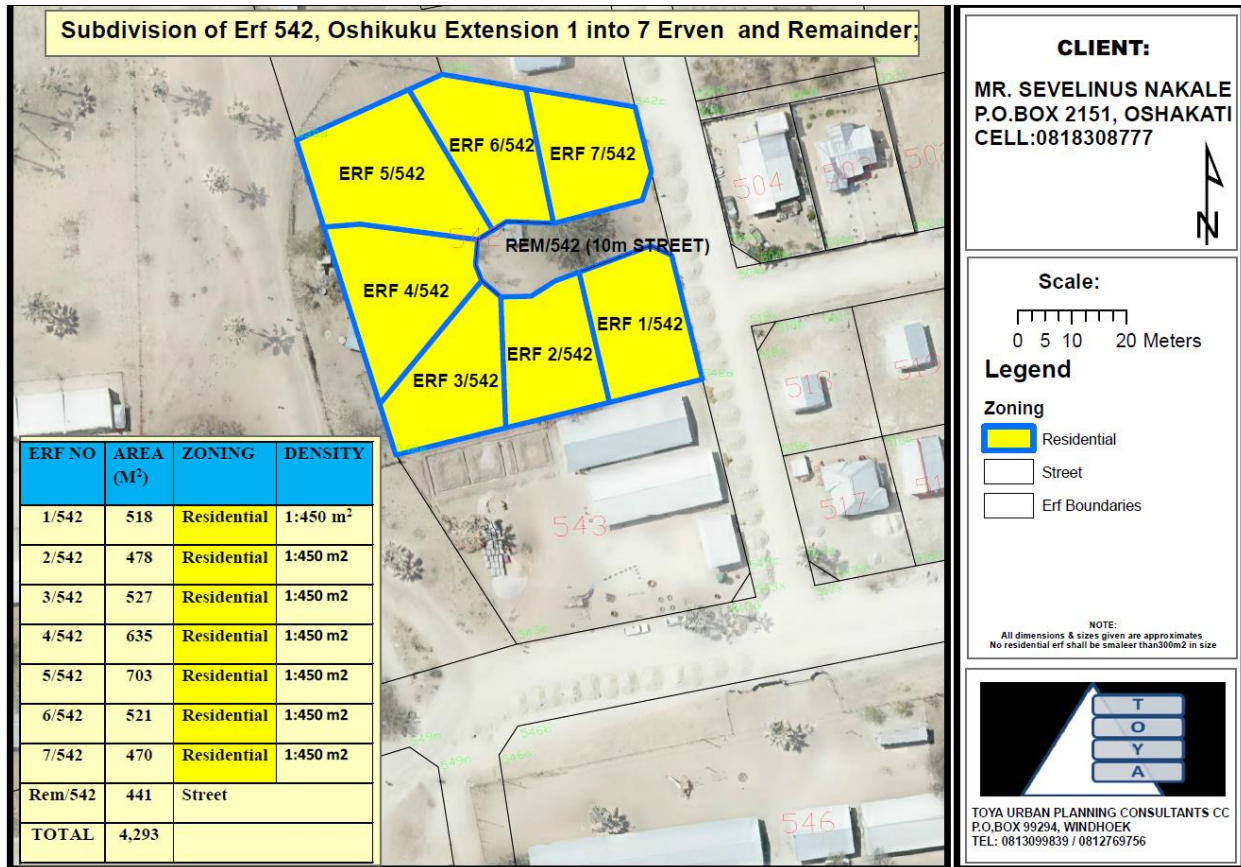 Subdivision of Erf 542, Oshikuku Extension 1 into 7 Erven and Remainder;
ERF 5/542
ERF 6/542
ERF 7/542
REM/542 (10m STREET)
ERF 4/542
ERF 1/542
ERF 2/542
ERF 3/542
504
503
518
517
543
546
ERF NO AREA (M²) ZONING DENSITY
1/542 518 Residential 1:450 m²
2/542 478 Residential 1:450 m2
3/542 527 Residential 1:450 m2
4/542 635 Residential 1:450 m2
5/542 703 Residential 1:450 m2
6/542 521 Residential 1:450 m2
7/542 470 Residential 1:450 m2
Rem/542 441 Street
TOTAL 4,293
CLIENT:
MR. SEVELINUS NAKALE
P.O.BOX 2151, OSHAKATI
CELL:0818308777
N
Scale:
0 5 10 20 Meters
Legend
Zoning
Residential
Street
Erf Boundaries
NOTE:
All dimensions & sizes given are approximates
No residential erf shall be smaleer than300m2 in size
T
O
Y
A
TOYA URBAN PLANNING CONSULTANTS CC
P.O,BOX 99294, WINDHOEK
TEL: 0813099839 / 0812769756